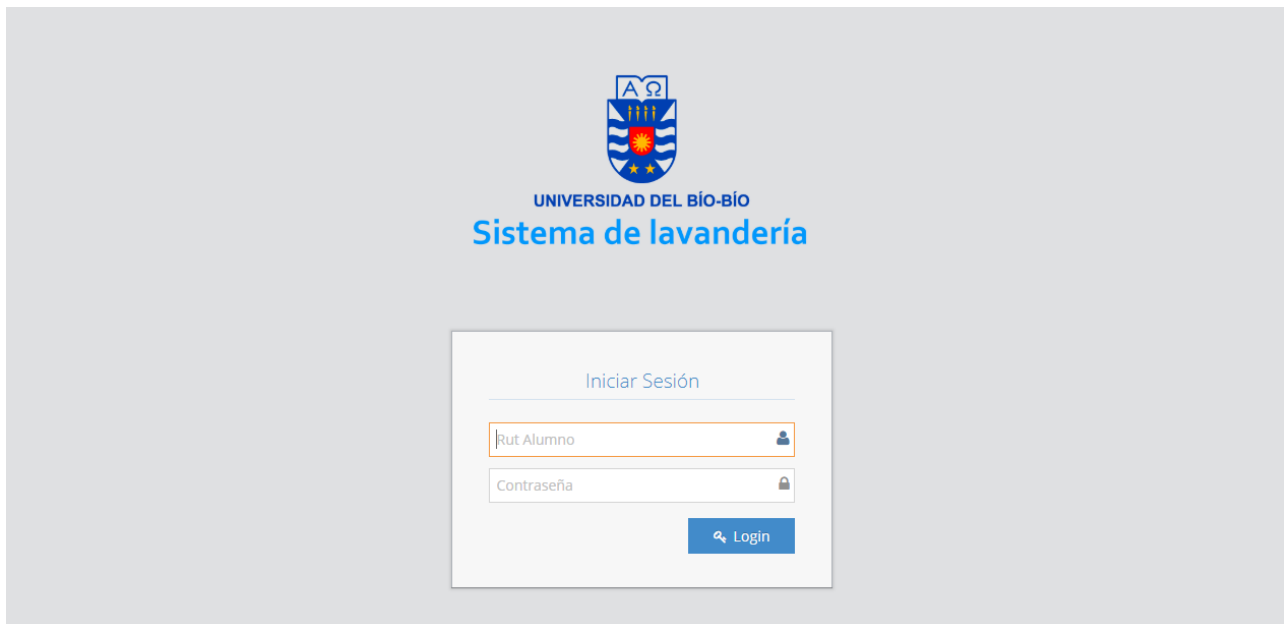 Α Ω
UNIVERSIDAD DEL BÍO-BÍO
Sistema de lavandería
Iniciar Sesión
Rut Alumno
Contraseña
Login